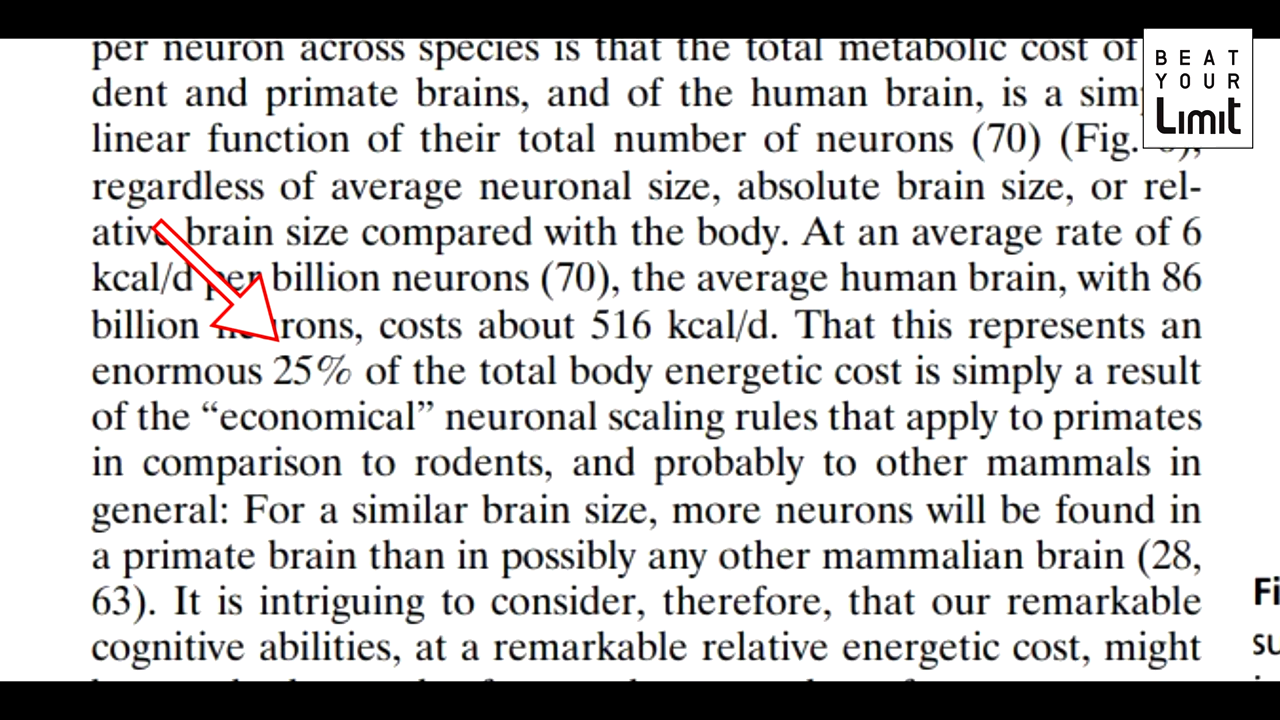 per neuron across species is that the total metabolic cost of
dent and primate brains, and of the human brain, is a
linear function of their total number of neurons (70) (Fig.
regardless of average neuronal size, absolute brain size, or rel-
ative brain size compared with the body. At an average rate of 6
kcal/d per billion neurons (70), the average human brain, with 86
billion neurons, costs about 516 kcal/d. That this represents an
enormous 25% of the total body energetic cost is simply a result
of the “economical” neuronal scaling rules that apply to primates
in comparison to rodents, and probably to other mammals in
general: For a similar brain size, more neurons will be found in
a primate brain than in possibly any other mammalian brain (28,
63). It is intriguing to consider, therefore, that our remarkable
cognitive abilities, at a remarkable relative energetic cost, might
BEAT
YOUR
Limit
Fi
su